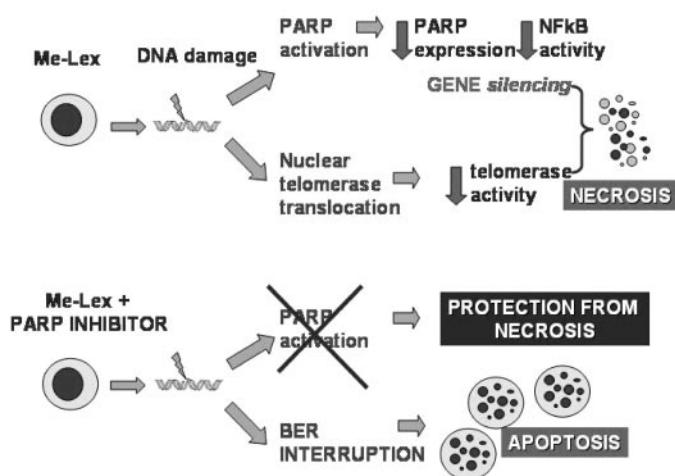 Me-Lex
DNA damage
PARP
activation
PARP
expression
NFkB
activity
GENE silencing
Nuclear
telomerase
translocation
telomerase
activity
NECROSIS
Me-Lex +
PARP INHIBITOR
PARP
activation
PROTECTION FROM
NECROSIS
BER
INTERRUPTION
APOPTOSIS